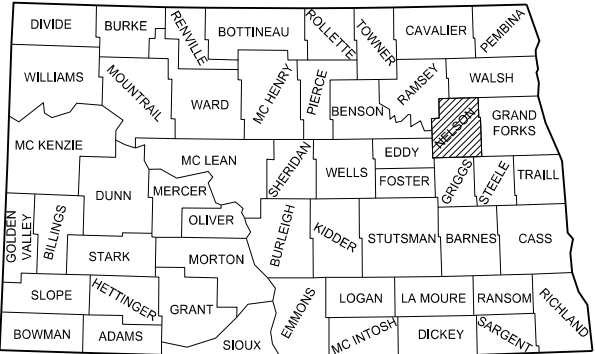 DIVIDE
BURKE
RENVILLE
BOTTINEAU
ROLLETTE
TOWNER
CAVALIER
PEMBINA
WILLIAMS
MOUNTRAIL
WARD
MC HENRY
PIERCE
BENSON
RAMSEY
WALSH
NELSON
GRAND
FORKS
MC KENZIE
DUNN
MC LEAN
MERCER
OLIVER
SHERIDAN
WELLS
EDDY
FOSTER
GRIGGS
STEELE
TRAILL
GOLDEN
VALLEY
BILLINGS
STARK
MORTON
BURLEIGH
KIDDER
STUTSMAN
BARNES
CASS
SLOPE
HETTINGER
GRANT
EMMONS
LOGAN
LA MOURE
RANSOM
RICHLAND
BOWMAN
ADAMS
SIOUX
MC INTOSH
DICKEY
SARGENT